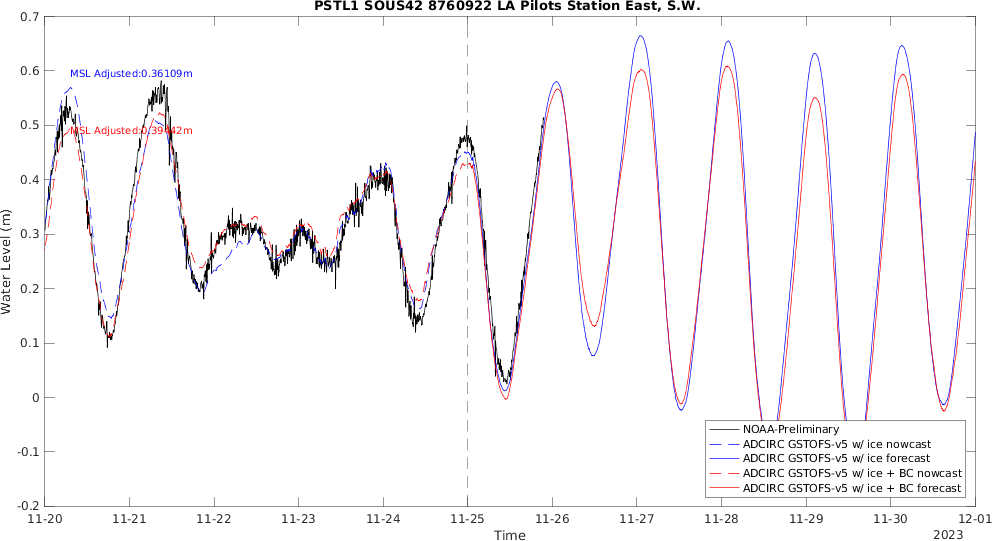 PSTL1 SOUS42 8760922 LA Pilots Station East, S.W.
0.7
0.6
0.5
0.4
0.3
0.2
0.1
0
-0.1
-0.2
Water Level (m)
MSL Adjusted:0.36109m
MSL Adjusted:0.39442m
NOAA-Preliminary
ADCIRC GSTOFS-v5 w/ ice nowcast
ADCIRC GSTOFS-v5 w/ ice forecast
ADCIRC GSTOFS-v5 w/ ice + BC nowcast
ADCIRC GSTOFS-v5 w/ ice + BC forecast
11-20 11-21 11-22 11-23 11-24 11-25 11-26 11-27 11-28 11-29 11-30 12-01
Time
2023